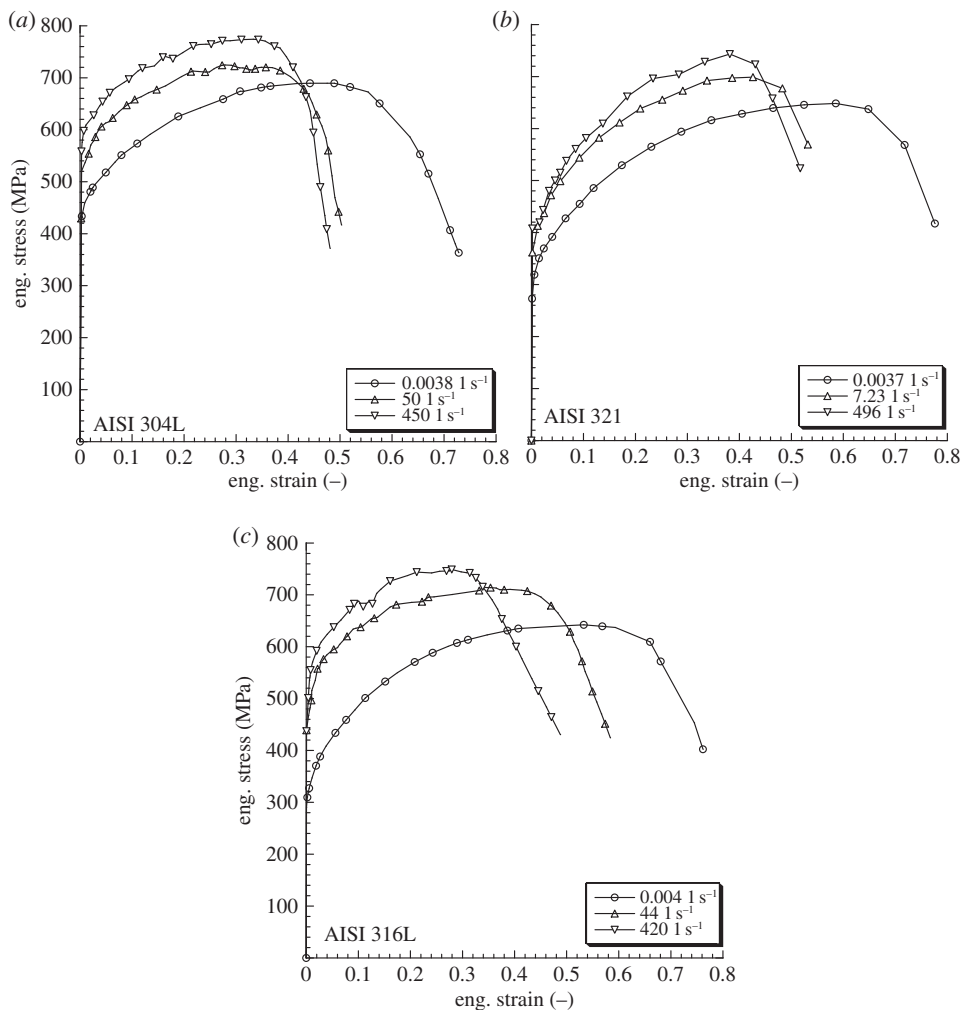 (a)
800
700
600
500
400
300
200
100
eng. stress (MPa)
AISI 304L
0.0038 1 s⁻¹
50 1 s⁻¹
450 1 s⁻¹
0 0.1 0.2 0.3 0.4 0.5 0.6 0.7 0.8
eng. strain (–)
(b)
AISI 321
0.0037 1 s⁻¹
7.23 1 s⁻¹
496 1 s⁻¹
0 0.1 0.2 0.3 0.4 0.5 0.6 0.7 0.8
eng. strain (–)
(c)
800
700
600
500
400
300
200
100
eng. stress (MPa)
AISI 316L
0.004 1 s⁻¹
44 1 s⁻¹
420 1 s⁻¹
0 0.1 0.2 0.3 0.4 0.5 0.6 0.7 0.8
eng. strain (–)